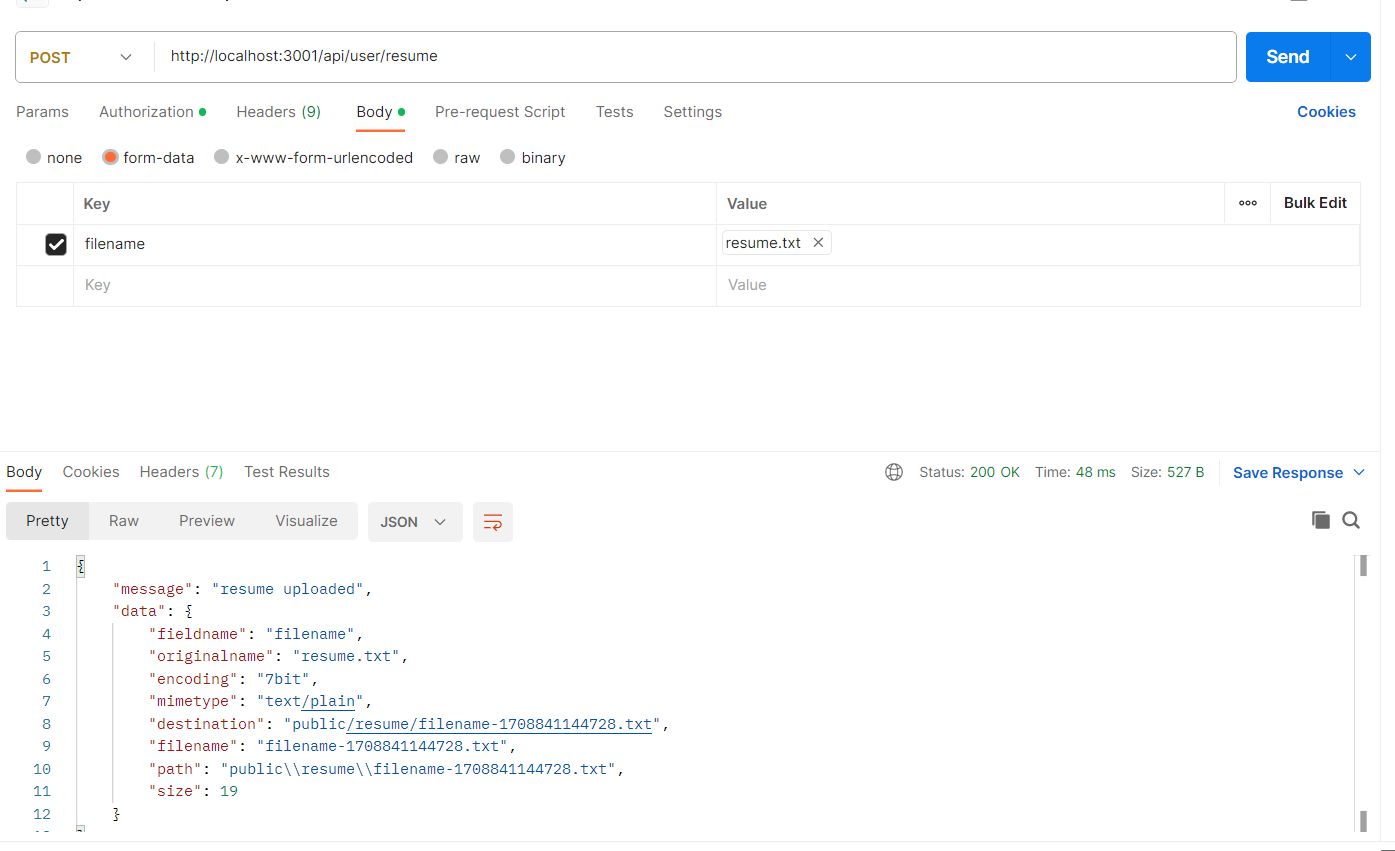 POST http://localhost:3001/api/user/resume Send
Params Authorization Headers (9) Body Pre-request Script Tests Settings Cookies
none form-data x-www-form-urlencoded raw binary
Key Value Bulk Edit
filename resume.txt
Key Value
Body Cookies Headers (7) Test Results Status: 200 OK Time: 48 ms Size: 527 B Save Response
Pretty Raw Preview Visualize JSON
1 {
2 "message": "resume uploaded",
3 "data": {
4 "fieldname": "filename",
5 "originalname": "resume.txt",
6 "encoding": "7bit",
7 "mimetype": "text/plain",
8 "destination": "public/resume/filename-1708841144728.txt",
9 "filename": "filename-1708841144728.txt",
10 "path": "public\\resume\\filename-1708841144728.txt",
11 "size": 19
12 }